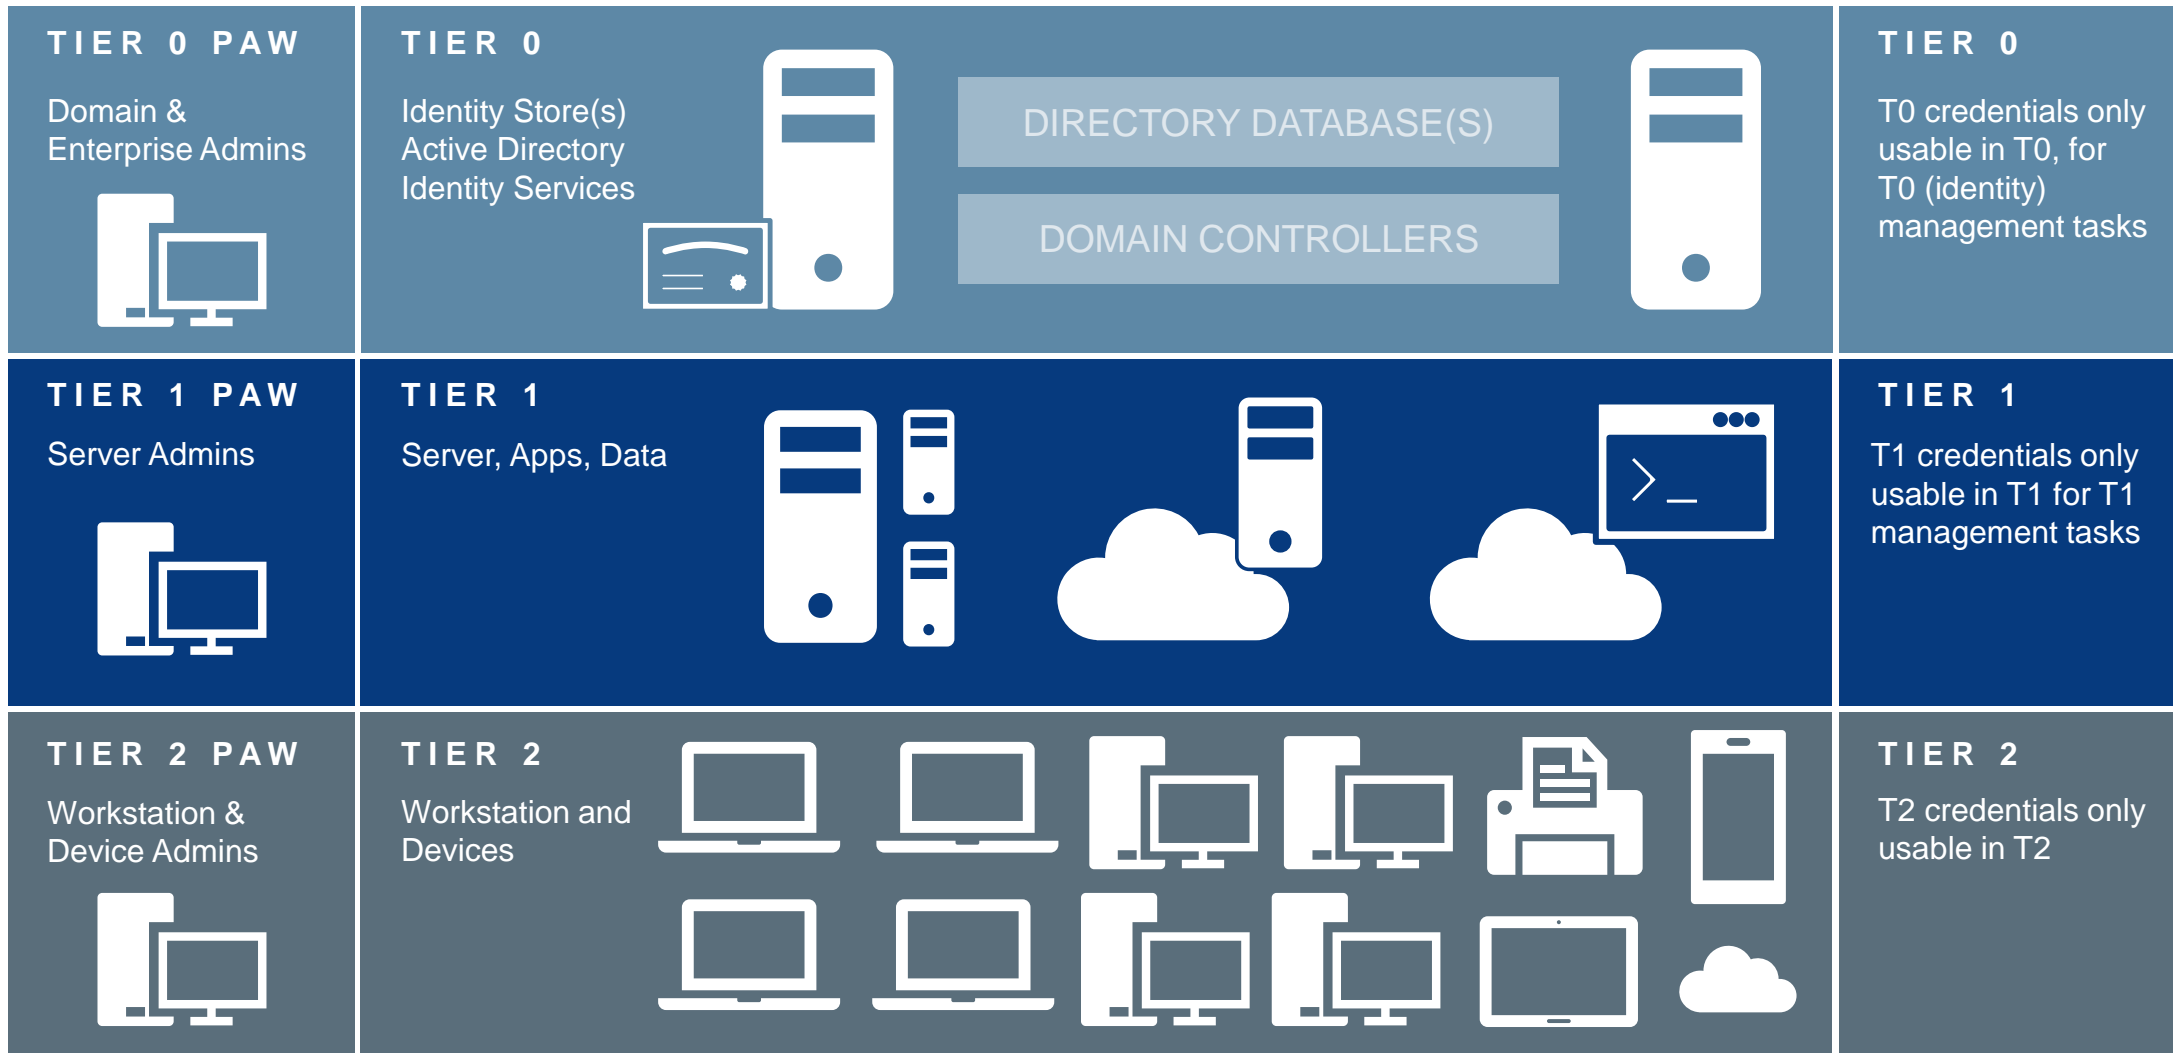 TIER 0 PAW
Domain &
Enterprise Admins
TIER 0
Identity Store(s)
Active Directory
Identity Services
DIRECTORY DATABASE(S)
DOMAIN CONTROLLERS
TIER 0
T0 credentials only
usable in T0, for
T0 (identity)
management tasks
TIER 1 PAW
Server Admins
TIER 1
Server, Apps, Data
>_
TIER 1
T1 credentials only
usable in T1 for T1
management tasks
TIER 2 PAW
Workstation &
Device Admins
TIER 2
Workstation and
Devices
TIER 2
T2 credentials only
usable in T2